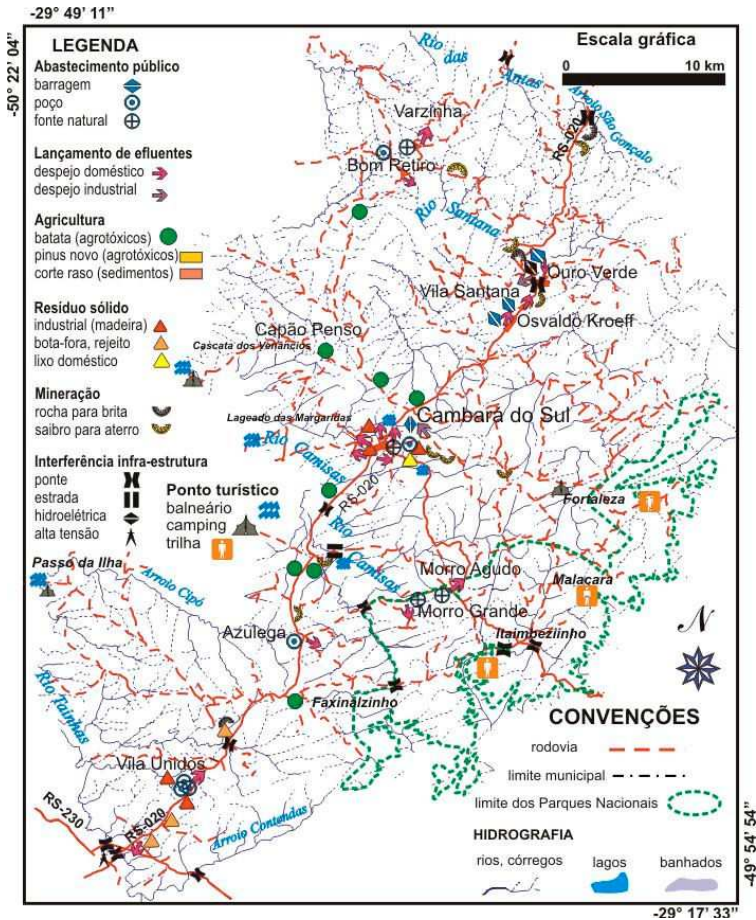 -29° 49' 11"
-50° 22' 04"
LEGENDA
Abastecimento público
barragem
poço
fonte natural
Lançamento de efluentes
despejo doméstico
despejo industrial
Agricultura
batata (agrotóxicos)
pinus novo (agrotóxicos)
corte raso (sedimentos)
Resíduo sólido
industrial (madeira)
bota-fora, rejeito
lixo doméstico
Mineração
rocha para brita
saibro para aterro
Interferência infra-estrutura
ponte
estrada
hidroelétrica
alta tensão
Ponto turístico
balneário
camping
trilha
Escala gráfica
0 10 km
Rio das Antas
Arroio São Gonçalo
RS-020
Varzinha
Bom Retiro
Rio Santana
Ouro Verde
Vila Santana
Osvaldo Kroeff
Capão Penso
Cascata dos Venâncios
Cambará do Sul
Lageado das Margaridas
Rio Camisas
RS-020
Fortaleza
Rio Camisas
Morro Agudo
Malacara
Morro Grande
Itaimbeziinho
Passo da Ilha
Arroio Cipó
Azulega
Faxinalzinho
Rio Tainhas
Vila Unidos
RS-230
RS-020
Arroio Contendas
N
CONVENÇÕES
rodovia
limite municipal
limite dos Parques Nacionais
HIDROGRAFIA
rios, córregos
lagos
banhados
-49° 54' 54"
-29° 17' 33"